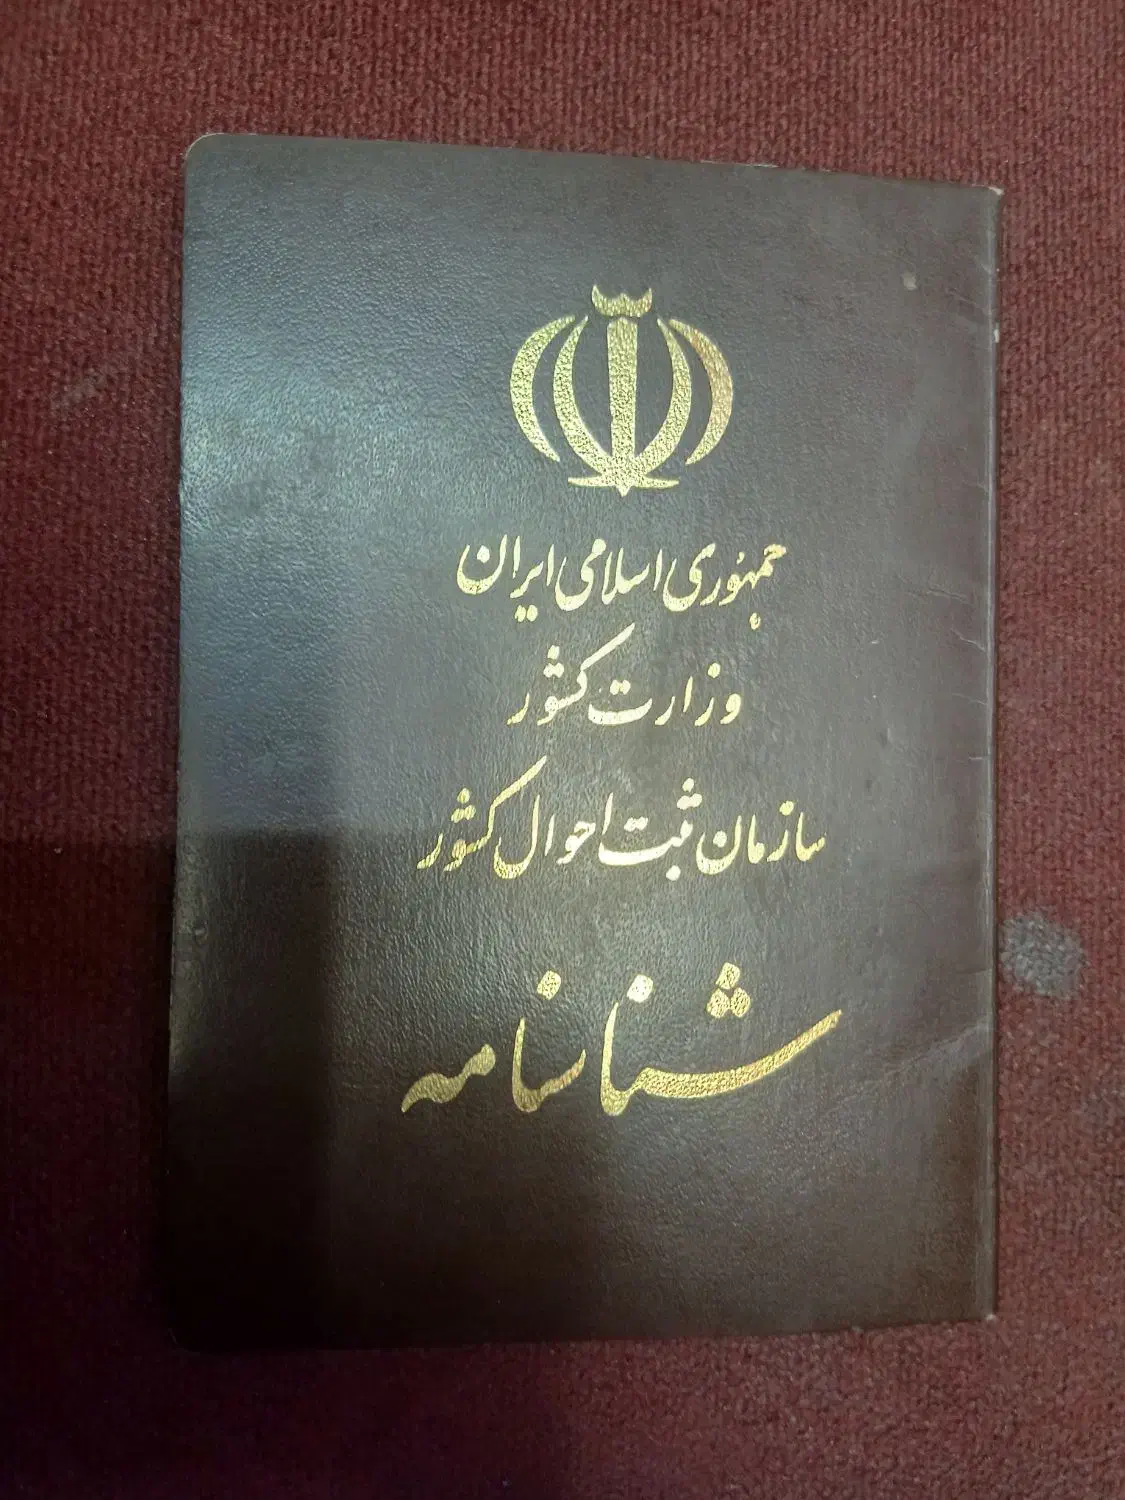 جمهوری اسلامی ایران
وزارت کشور
سازمان ثبت احوال کشور
شناسنامه